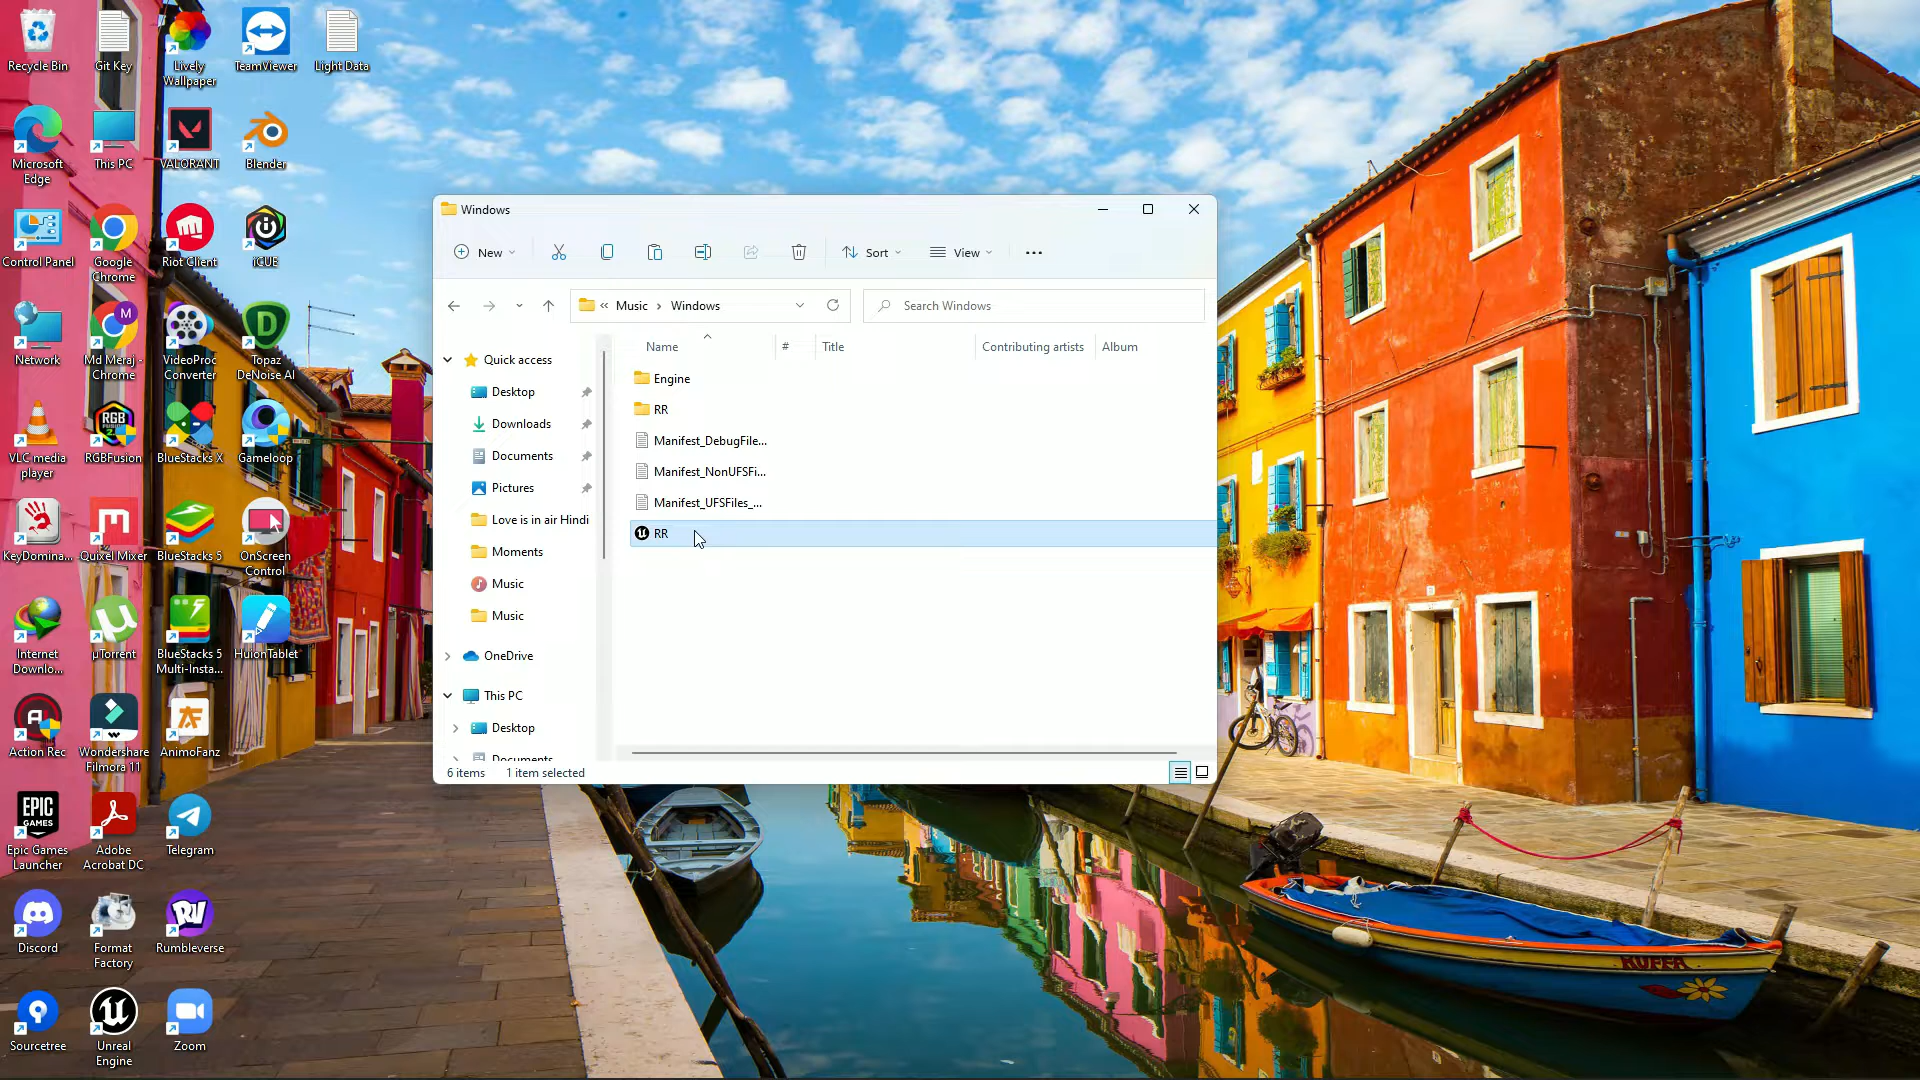 Recycle Bin
Git Key
Lively
Wallpaper
TeamViewer
Light Data
Microsoft
Edge
This PC
VALORANT
Blender
Control Panel
Google
Chrome
Riot Client
iCUE
Network
Md Meraj -
Chrome
VideoProc
Converter
Topaz
DeNoise AI
VLC media
player
RGBFusion
BlueStacks X
Gameloop
KeyDomina...
Quixel Mixer
BlueStacks 5
OnScreen
Control
Internet
Downlo...
µTorrent
BlueStacks 5
Multi-Insta...
HuionTablet
Action Rec
Wondershare
Filmora 11
AnimoFanz
Epic Games
Launcher
Adobe
Acrobat DC
Telegram
Discord
Format
Factory
Rumbleverse
Sourcetree
Unreal
Engine
Zoom
Windows
New
Sort
View
« Music > Windows
Search Windows
Quick access
Desktop
Downloads
Documents
Pictures
Love is in air Hindi
Moments
Music
Music
OneDrive
This PC
Desktop
Documents
Name # Title Contributing artists Album
Engine
RR
Manifest_DebugFile...
Manifest_NonUFSFi...
Manifest_UFSFiles_...
RR
6 items 1 item selected
EPIC
GAMES
RGB